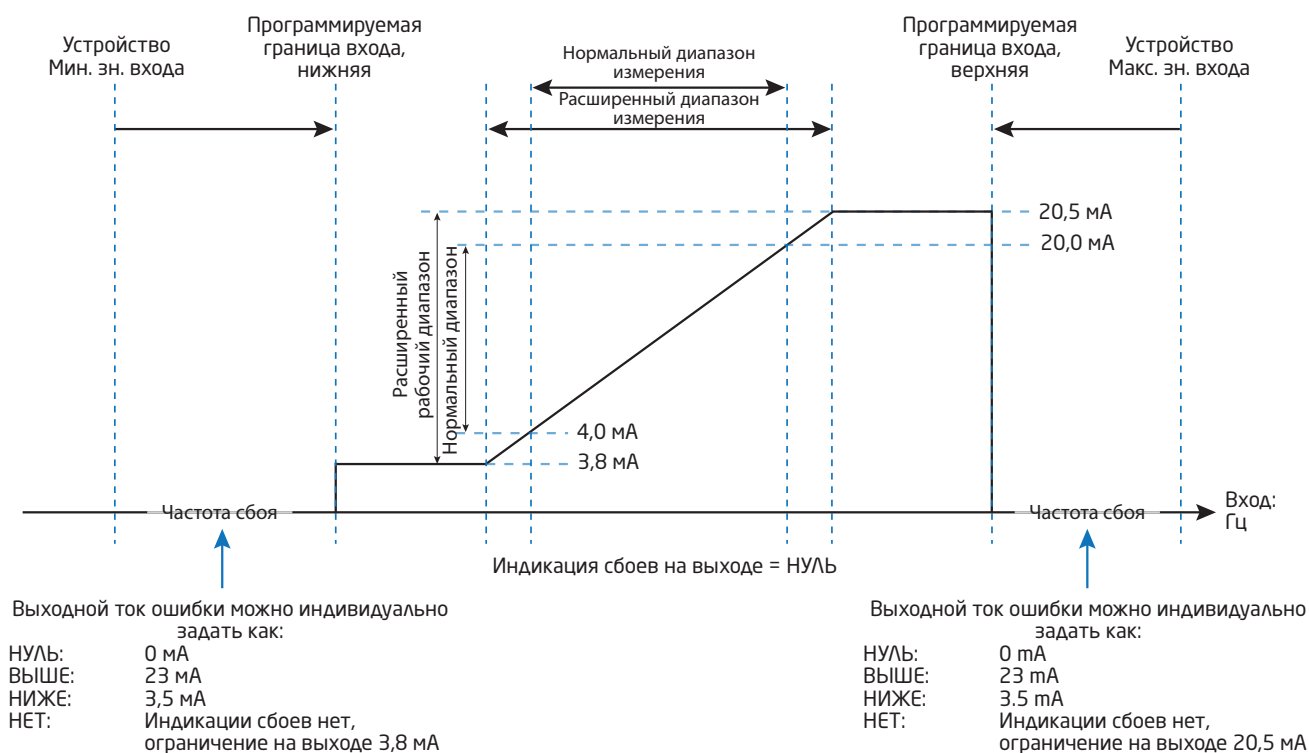 Устройство
Мин. зн. входа
Программируемая
граница входа,
нижняя
Нормальный диапазон
измерения
Расширенный диапазон
измерения
Программируемая
граница входа,
верхняя
Устройство
Макс. зн. входа
Расширенный
рабочий диапазон
Нормальный диапазон
20,5 мА
20,0 мА
4,0 мА
3,8 мА
Частота сбоя
Частота сбоя
Вход:
Гц
Индикация сбоев на выходе = НУЛЬ
Выходной ток ошибки можно индивидуально
задать как:
НУЛЬ: 0 мА
ВЫШЕ: 23 мА
НИЖЕ: 3,5 мА
НЕТ: Индикации сбоев нет,
ограничение на выходе 3,8 мА
Выходной ток ошибки можно индивидуально
задать как:
НУЛЬ: 0 mA
ВЫШЕ: 23 mA
НИЖЕ: 3.5 mA
НЕТ: Индикации сбоев нет,
ограничение на выходе 20,5 мА